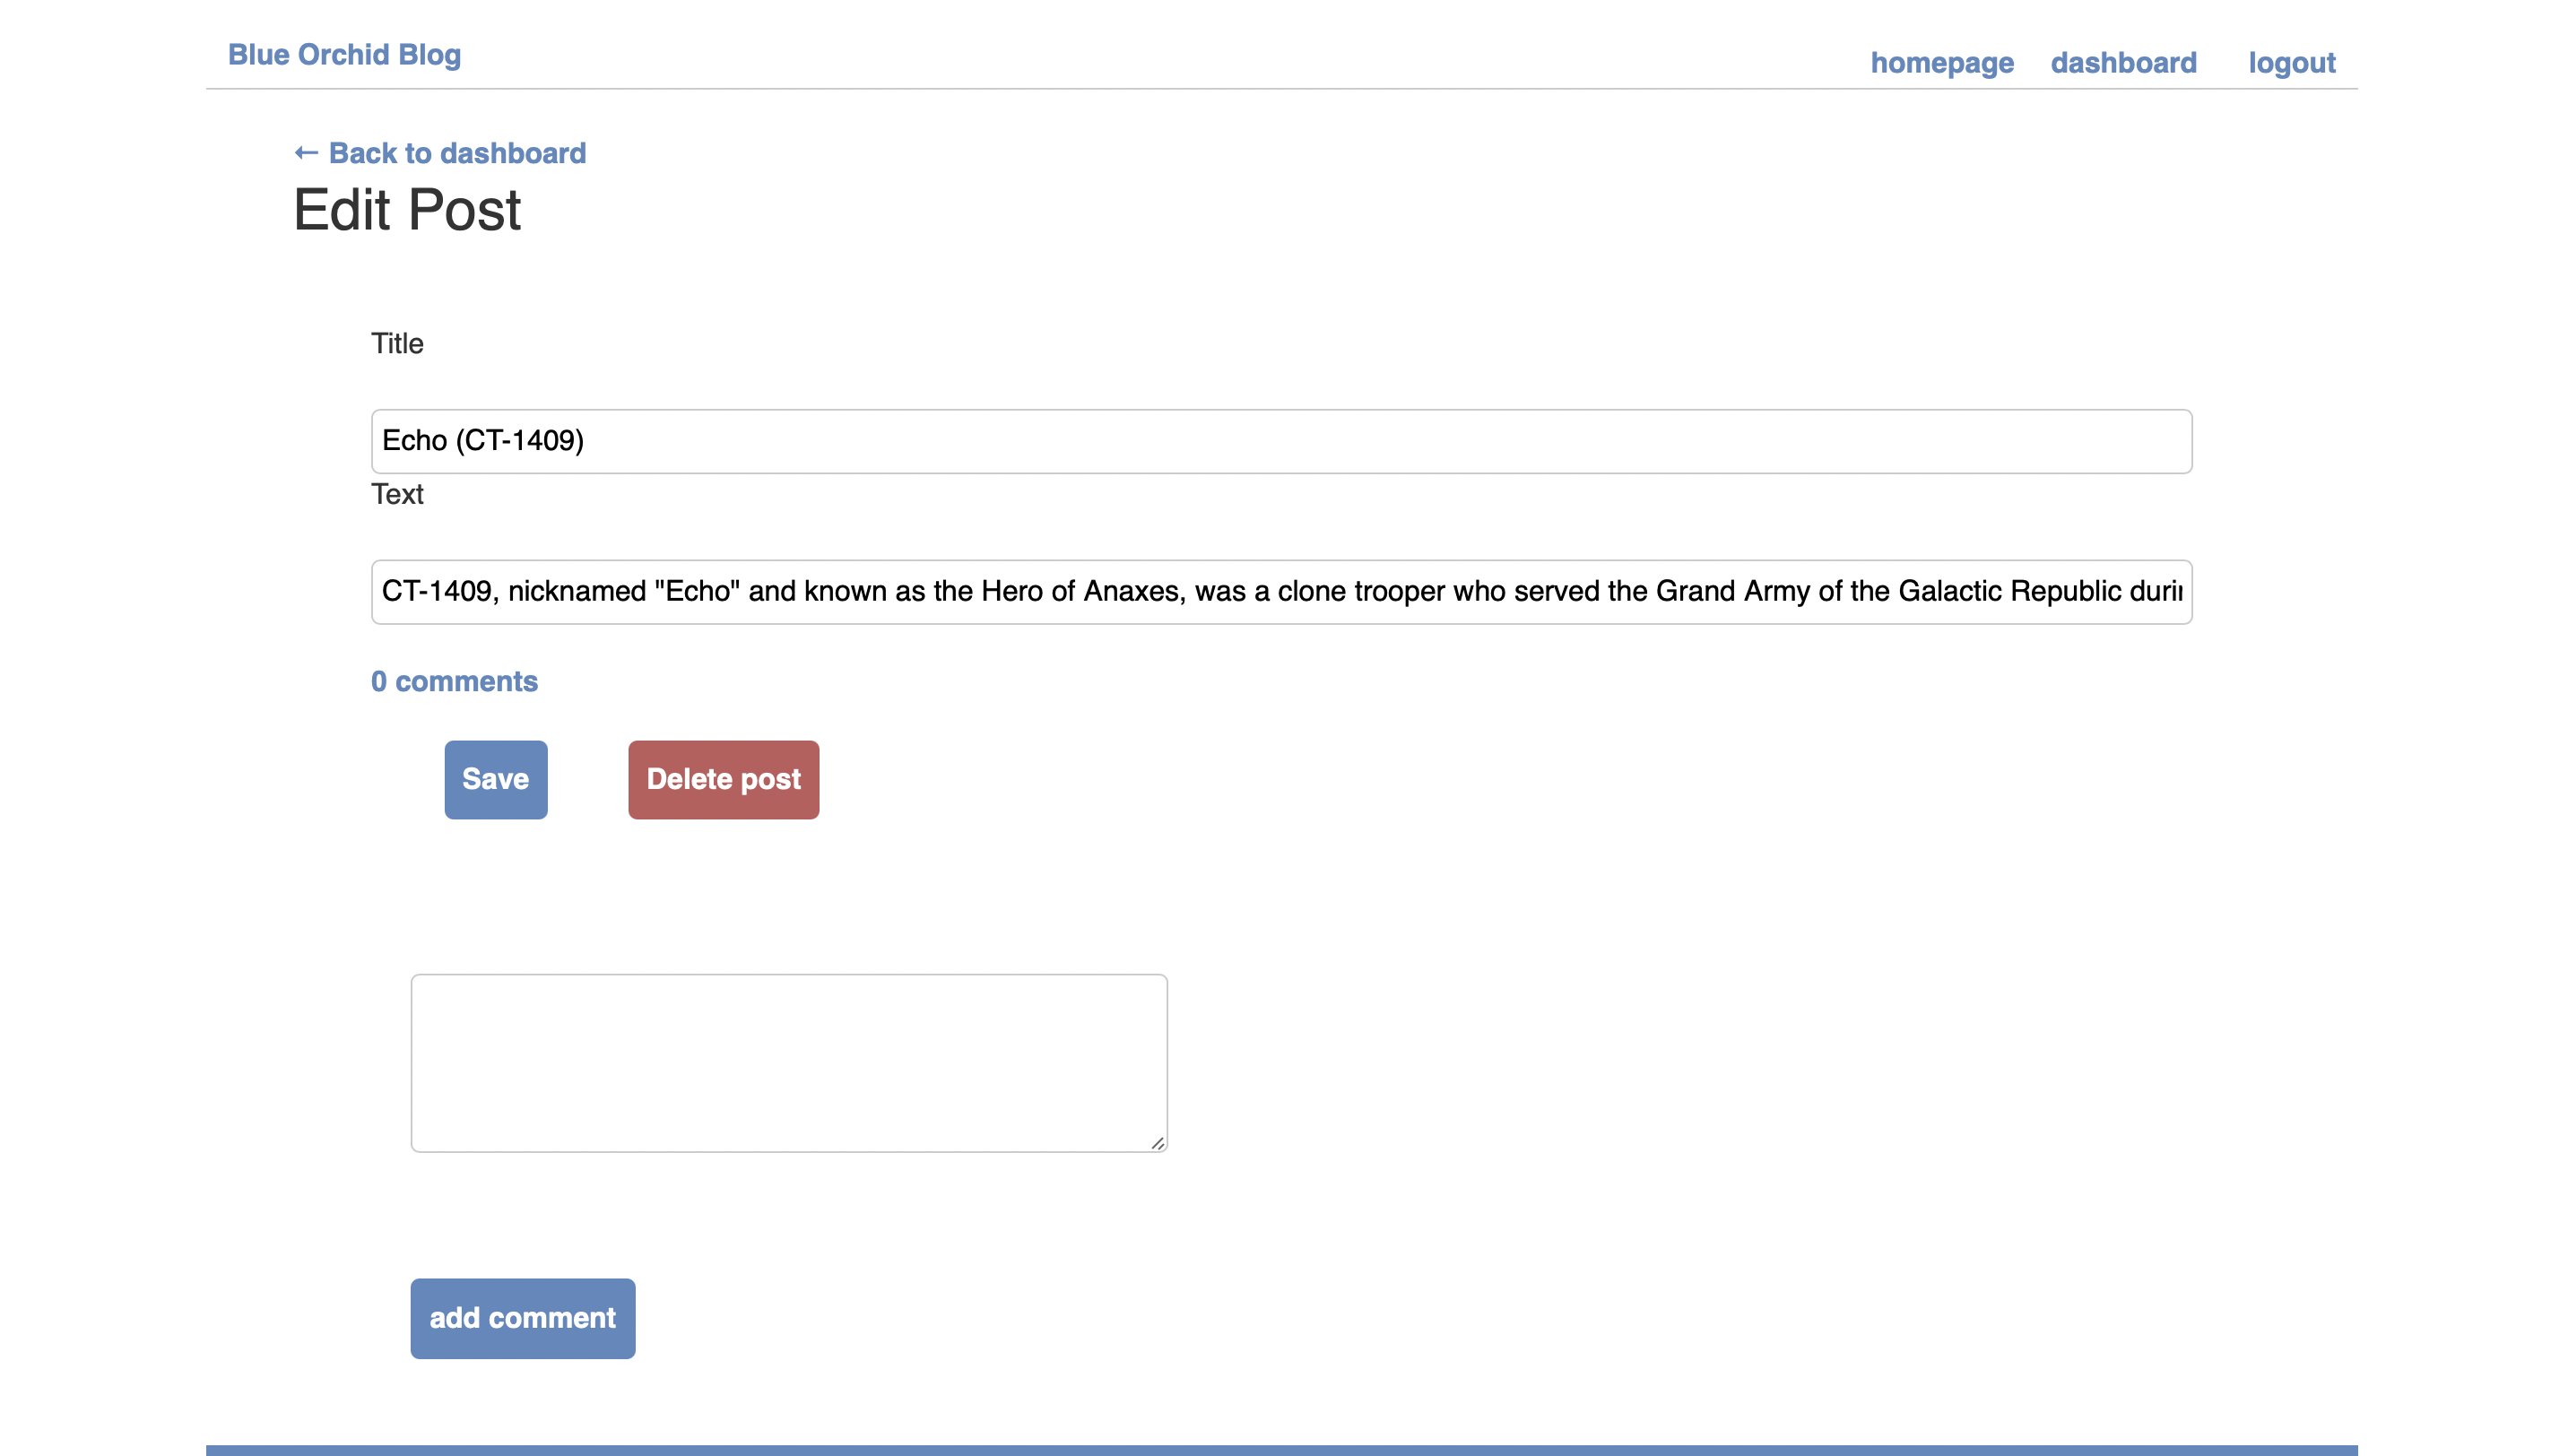 Blue Orchid Blog
homepage dashboard logout
← Back to dashboard
Edit Post
Title
Echo (CT-1409)
Text
CT-1409, nicknamed "Echo" and known as the Hero of Anaxes, was a clone trooper who served the Grand Army of the Galactic Republic
0 comments
Save Delete post
add comment